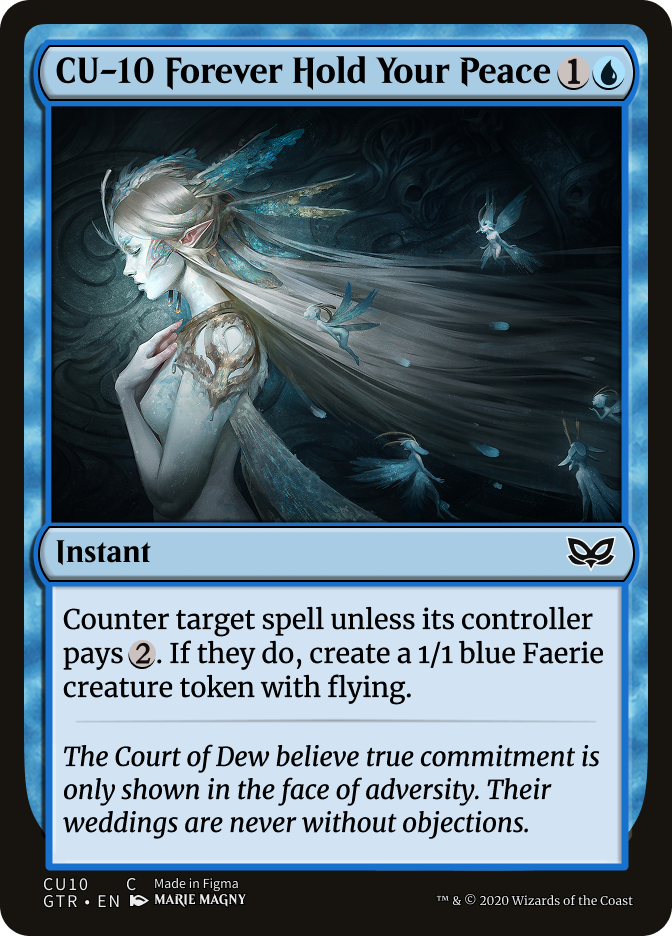 CU-10 Forever Hold Your Peace 1
Instant
Counter target spell unless its controller
pays 2. If they do, create a 1/1 blue Faerie
creature token with flying.
The Court of Dew believe true commitment is
only shown in the face of adversity. Their
weddings are never without objections.
CU10 C Made in Figma
GTR • EN MARIE MAGNY ™ & © 2020 Wizards of the Coast